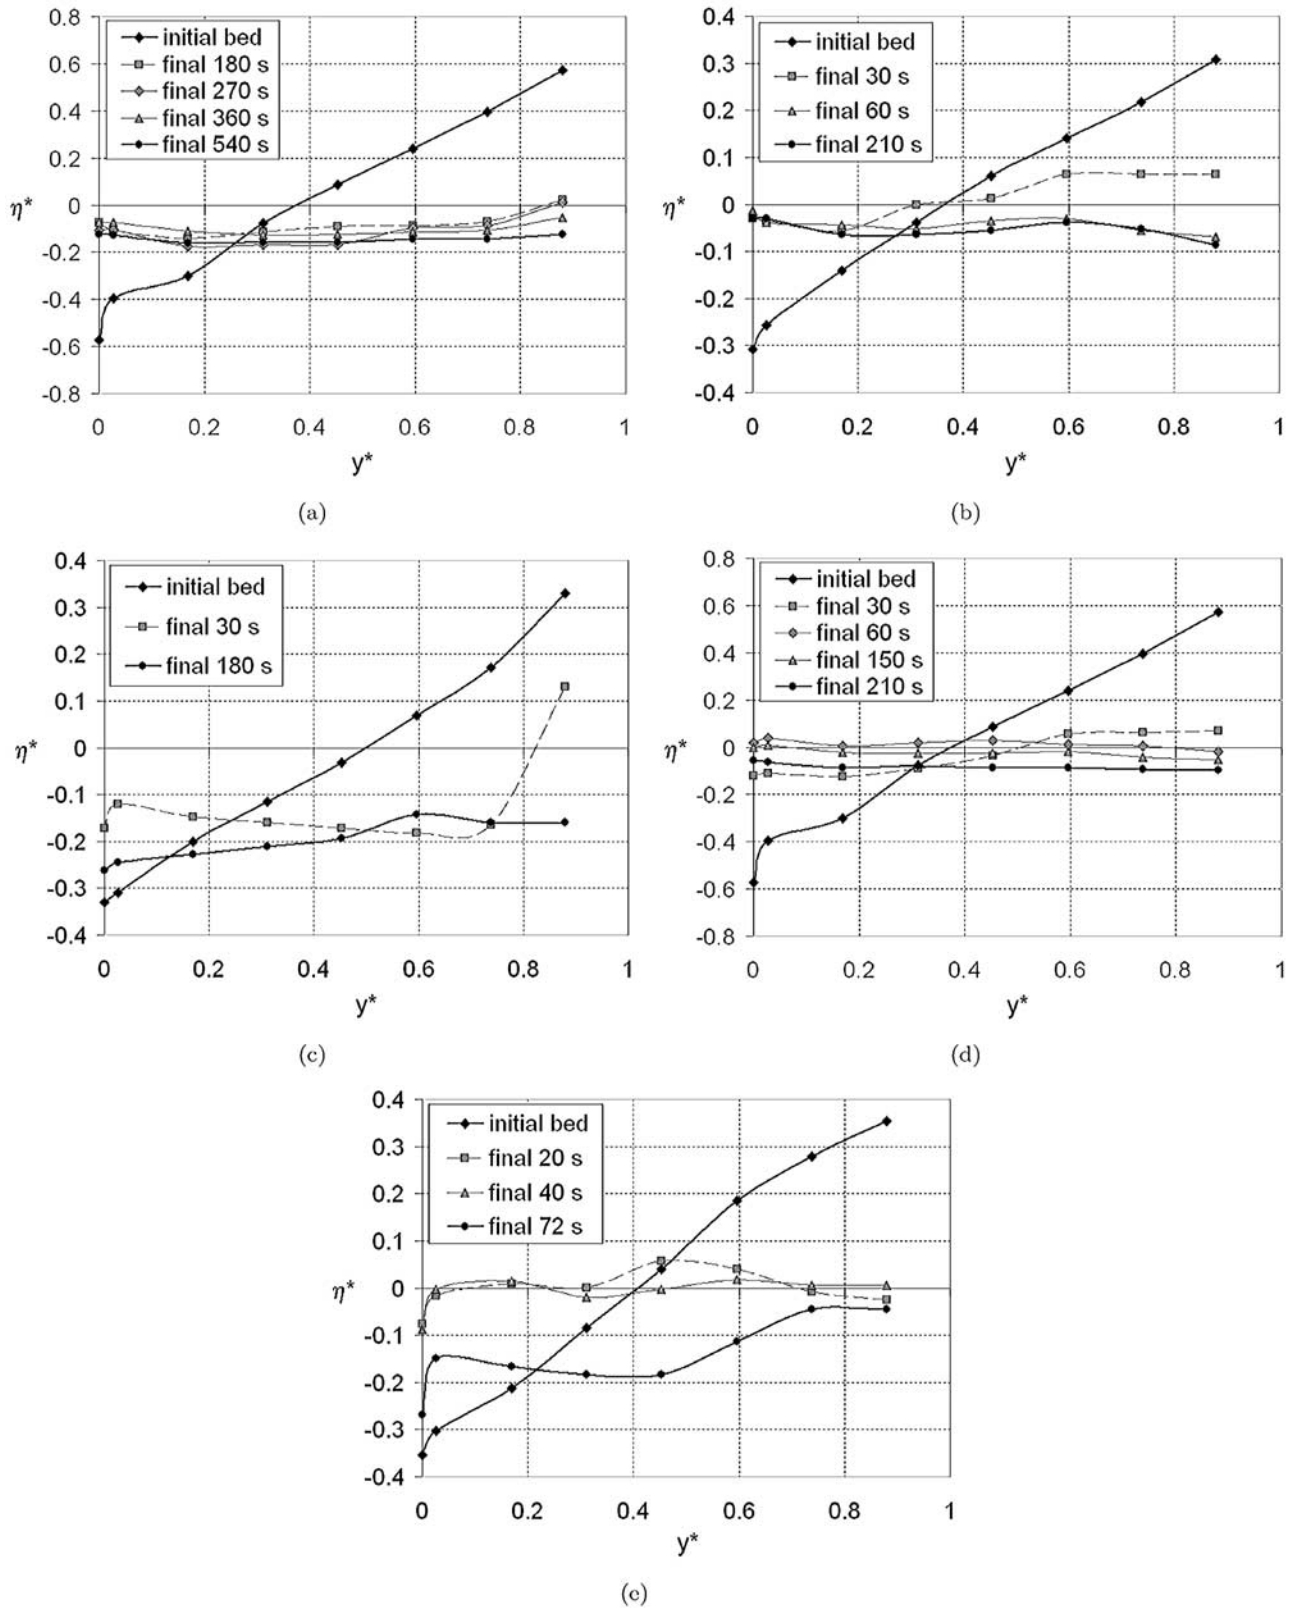 0.8
0.6
0.4
0.2
0
-0.2
-0.4
-0.6
-0.8
η*
initial bed
final 180 s
final 270 s
final 360 s
final 540 s
0 0.2 0.4 0.6 0.8 1
y*
(a)
0.4
0.3
0.2
0.1
0
-0.1
-0.2
-0.3
-0.4
η*
initial bed
final 30 s
final 60 s
final 210 s
0 0.2 0.4 0.6 0.8 1
y*
(b)
0.4
0.3
0.2
0.1
0
-0.1
-0.2
-0.3
-0.4
η*
initial bed
final 30 s
final 180 s
0 0.2 0.4 0.6 0.8 1
y*
(c)
0.8
0.6
0.4
0.2
0
-0.2
-0.4
-0.6
-0.8
η*
initial bed
final 30 s
final 60 s
final 150 s
final 210 s
0 0.2 0.4 0.6 0.8 1
y*
(d)
0.4
0.3
0.2
0.1
0
-0.1
-0.2
-0.3
-0.4
η*
initial bed
final 20 s
final 40 s
final 72 s
0 0.2 0.4 0.6 0.8 1
y*
(e)